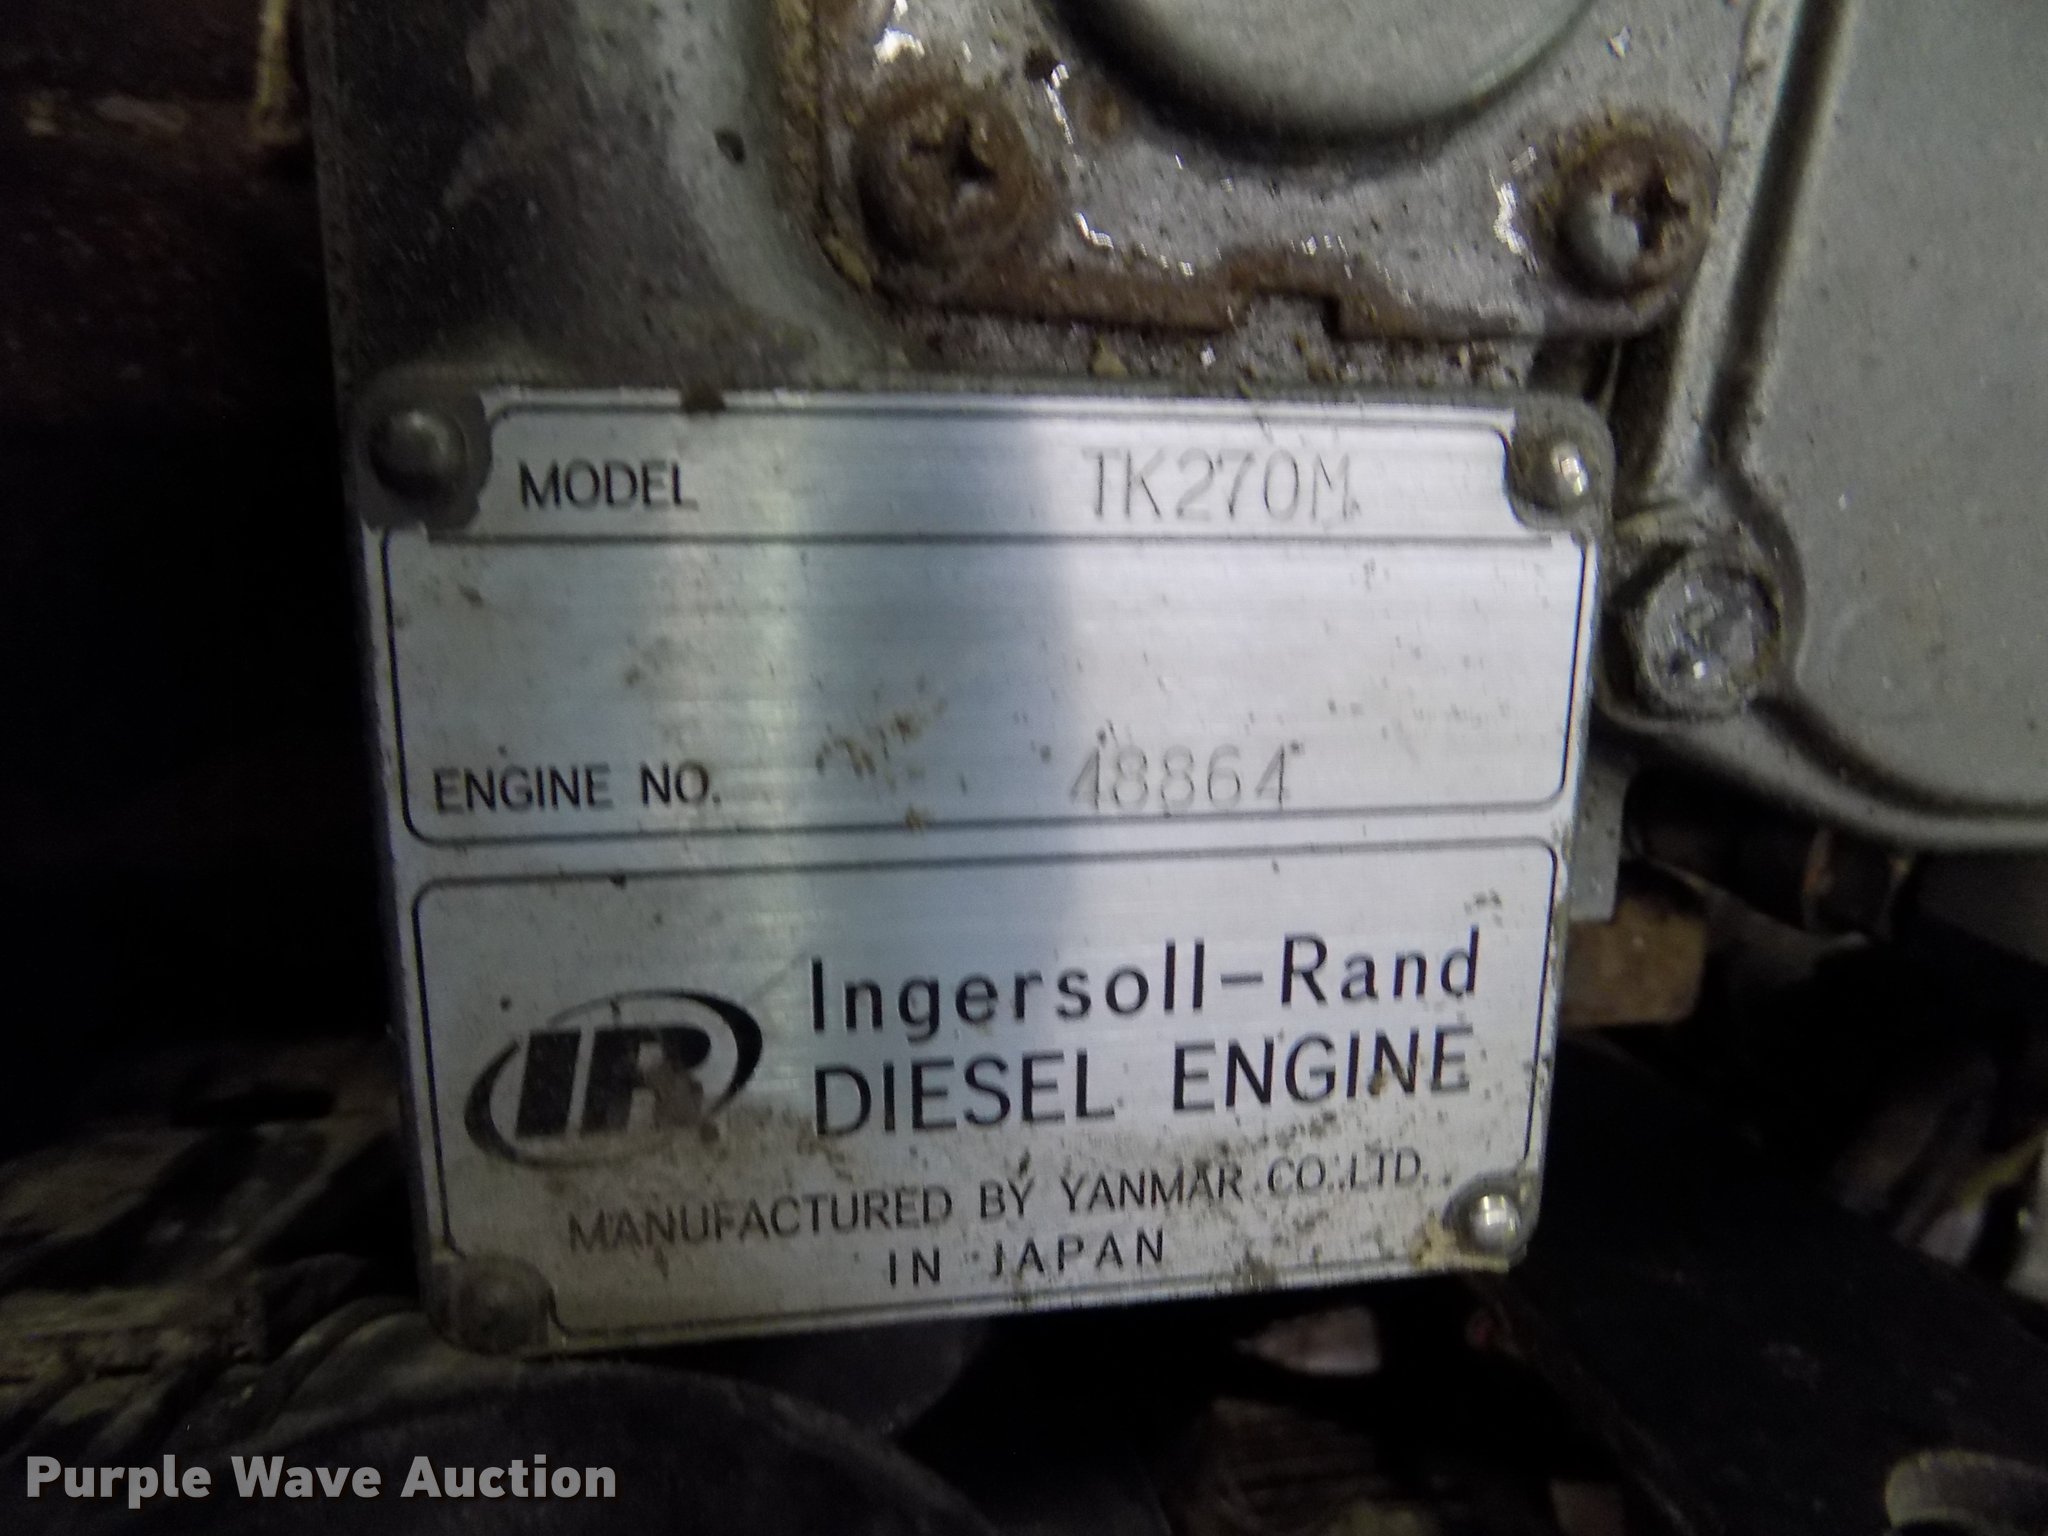 MODEL TK270M
ENGINE NO. 48864
IR
Ingersoll-Rand
DIESEL ENGINE
MANUFACTURED BY YANMAR CO.,LTD.
IN JAPAN
Purple Wave Auction